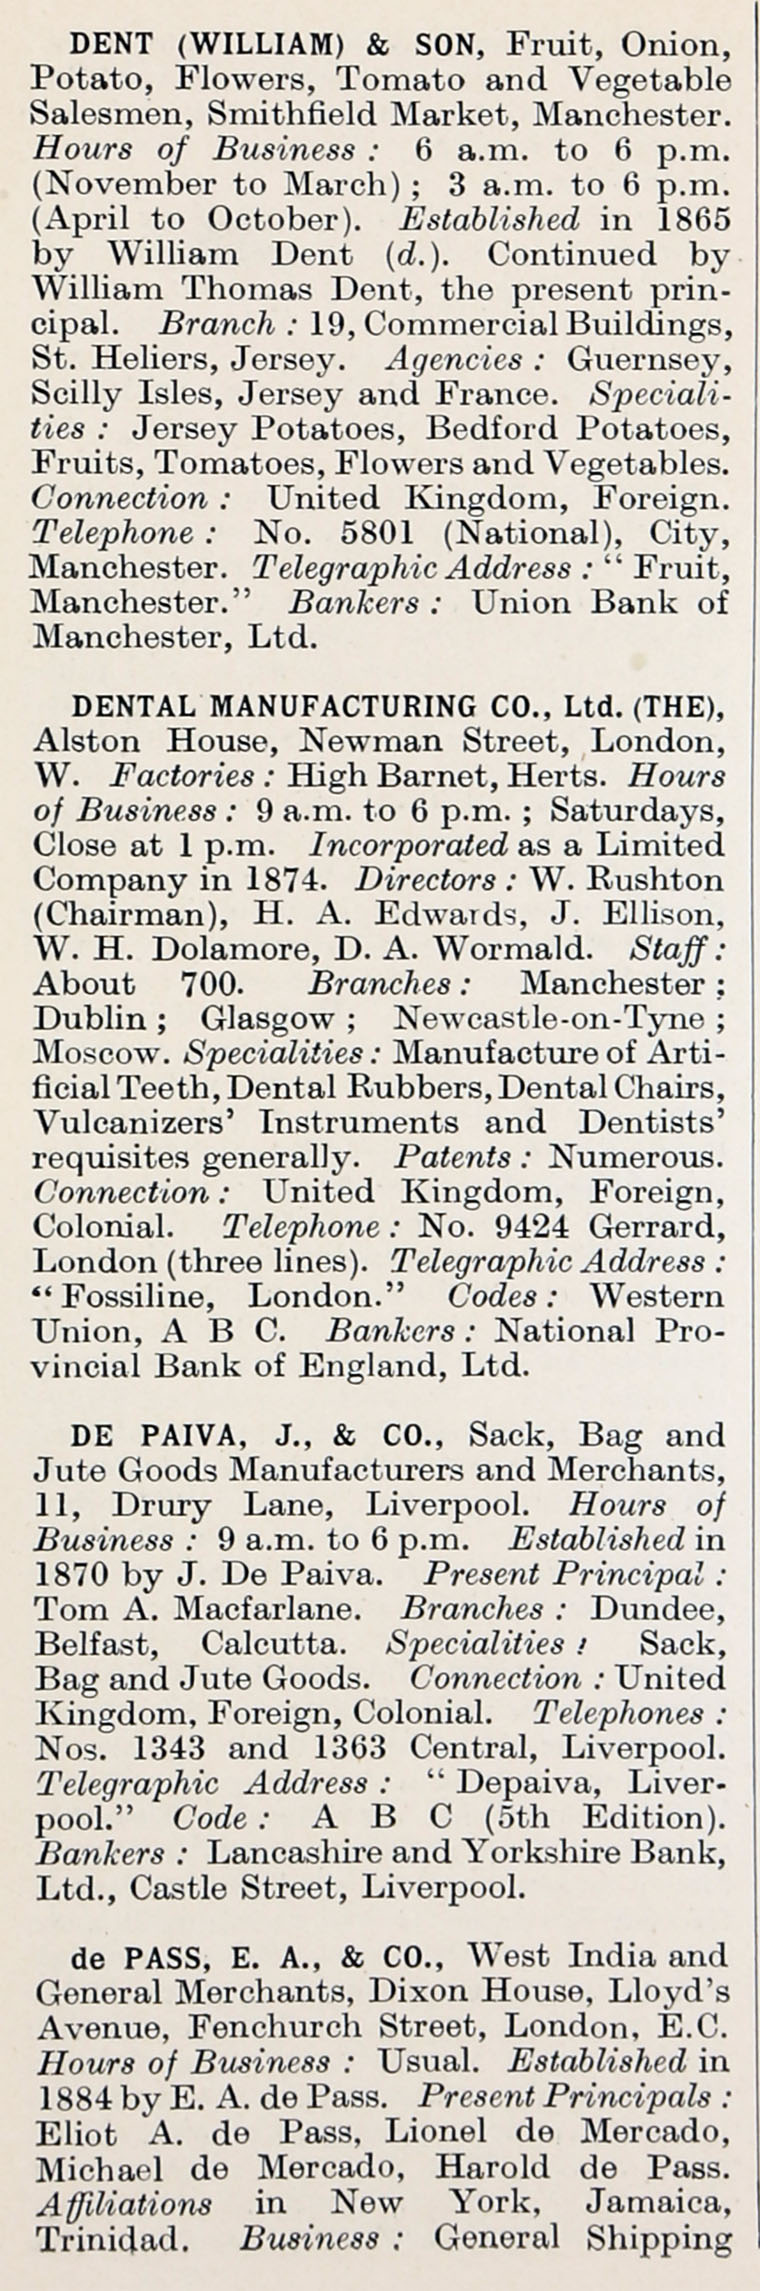 DENT (WILLIAM) & SON, Fruit, Onion,
Potato, Flowers, Tomato and Vegetable
Salesmen, Smithfield Market, Manchester.
Hours of Business : 6 a.m. to 6 p.m.
(November to March) ; 3 a.m. to 6 p.m.
(April to October). Established in 1865
by William Dent (d.). Continued by
William Thomas Dent, the present prin-
cipal. Branch : 19, Commercial Buildings,
St. Heliers, Jersey. Agencies : Guernsey,
Scilly Isles, Jersey and France. Speciali-
ties : Jersey Potatoes, Bedford Potatoes,
Fruits, Tomatoes, Flowers and Vegetables.
Connection : United Kingdom, Foreign.
Telephone : No. 5801 (National), City,
Manchester. Telegraphic Address : “ Fruit,
Manchester.” Bankers : Union Bank of
Manchester, Ltd.
DENTAL MANUFACTURING CO., Ltd. (THE),
Alston House, Newman Street, London,
W. Factories : High Barnet, Herts. Hours
of Business : 9 a.m. to 6 p.m. ; Saturdays,
Close at 1 p.m. Incorporated as a Limited
Company in 1874. Directors : W. Rushton
(Chairman), H. A. Edwards, J. Ellison,
W. H. Dolamore, D. A. Wormald. Staff :
About 700. Branches : Manchester ;
Dublin ; Glasgow ; Newcastle-on-Tyne ;
Moscow. Specialities : Manufacture of Arti-
ficial Teeth, Dental Rubbers, Dental Chairs,
Vulcanizers’ Instruments and Dentists’
requisites generally. Patents : Numerous.
Connection : United Kingdom, Foreign,
Colonial. Telephone : No. 9424 Gerrard,
London (three lines). Telegraphic Address :
“ Fossiline, London.” Codes : Western
Union, A B C. Bankers : National Pro-
vincial Bank of England, Ltd.
DE PAIVA, J., & CO., Sack, Bag and
Jute Goods Manufacturers and Merchants,
11, Drury Lane, Liverpool. Hours of
Business : 9 a.m. to 6 p.m. Established in
1870 by J. De Paiva. Present Principal :
Tom A. Macfarlane. Branches : Dundee,
Belfast, Calcutta. Specialities : Sack,
Bag and Jute Goods. Connection : United
Kingdom, Foreign, Colonial. Telephones :
Nos. 1343 and 1363 Central, Liverpool.
Telegraphic Address : “ Depaiva, Liver-
pool.” Code : A B C (5th Edition).
Bankers : Lancashire and Yorkshire Bank,
Ltd., Castle Street, Liverpool.
de PASS, E. A., & CO., West India and
General Merchants, Dixon House, Lloyd’s
Avenue, Fenchurch Street, London, E.C.
Hours of Business : Usual. Established in
1884 by E. A. de Pass. Present Principals :
Eliot A. de Pass, Lionel de Mercado,
Michael de Mercado, Harold de Pass.
Affiliations in New York, Jamaica,
Trinidad. Business : General Shipping